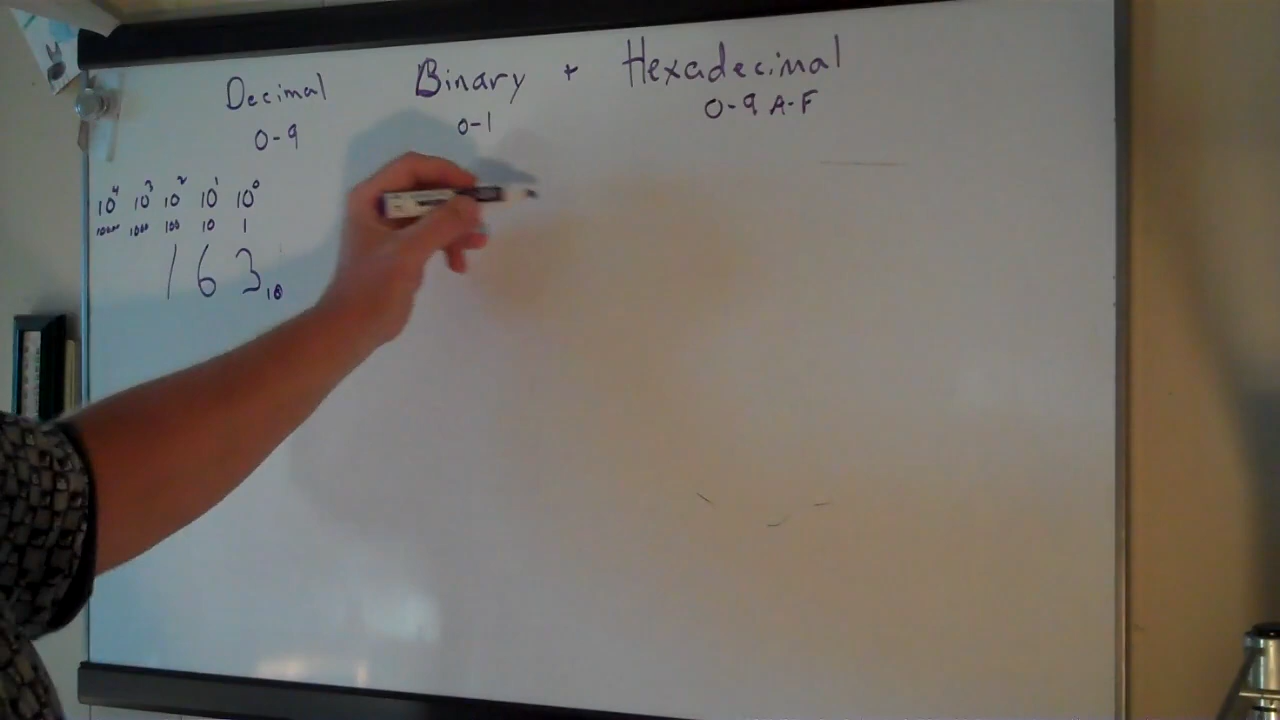 Decimal Binary + Hexadecimal
0-9 0-1 0-9 A-F
10⁴ 10³ 10² 10¹ 10⁰
10000 1000 100 10 1
163₁₀